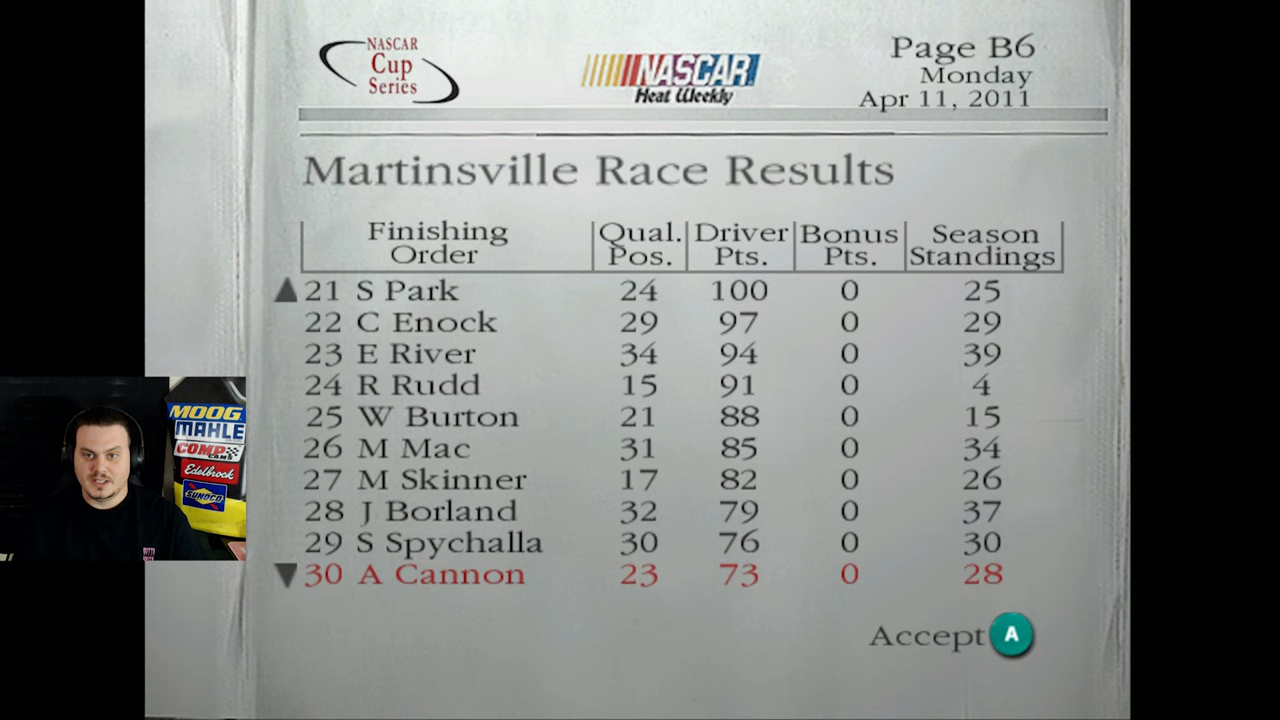 NASCAR
Cup
Series
NASCAR
Heat Weekly
Page B6
Monday
Apr 11, 2011
Martinsville Race Results
Finishing Order Qual. Pos. Driver Pts. Bonus Pts. Season Standings
21 S Park 24 100 0 25
22 C Enock 29 97 0 29
23 E River 34 94 0 39
24 R Rudd 15 91 0 4
25 W Burton 21 88 0 15
26 M Mac 31 85 0 34
27 M Skinner 17 82 0 26
28 J Borland 32 79 0 37
29 S Spychalla 30 76 0 30
30 A Cannon 23 73 0 28
Accept A
MOOG
MAHLE
COMP
CAMS
Edelbrock
SUNOCO